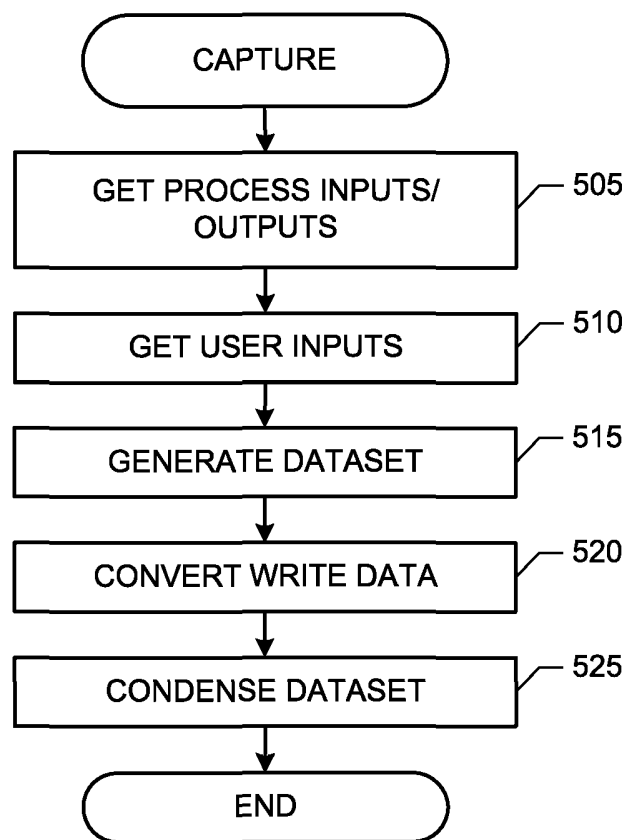 CAPTURE
GET PROCESS INPUTS/
OUTPUTS
505
GET USER INPUTS
510
GENERATE DATASET
515
CONVERT WRITE DATA
520
CONDENSE DATASET
525
END